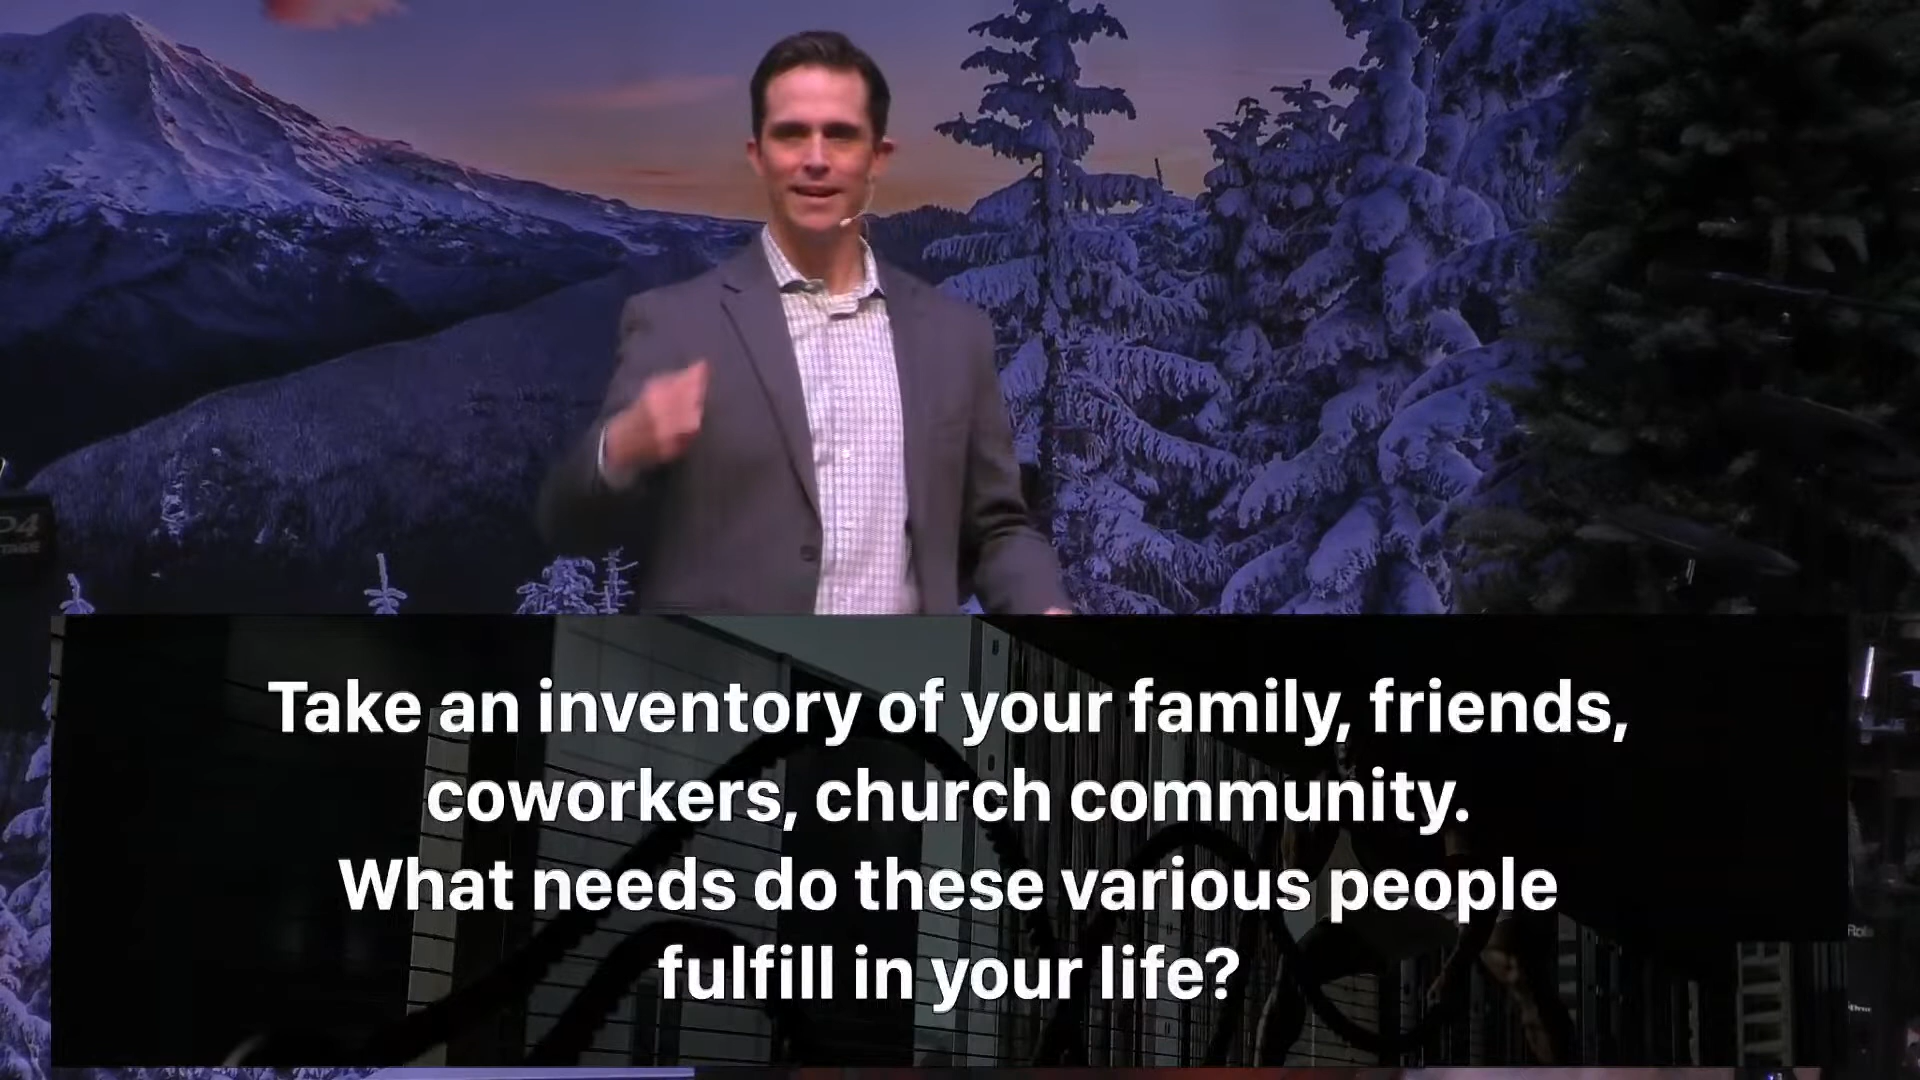 Take an inventory of your family, friends,
coworkers, church community.
What needs do these various people
fulfill in your life?